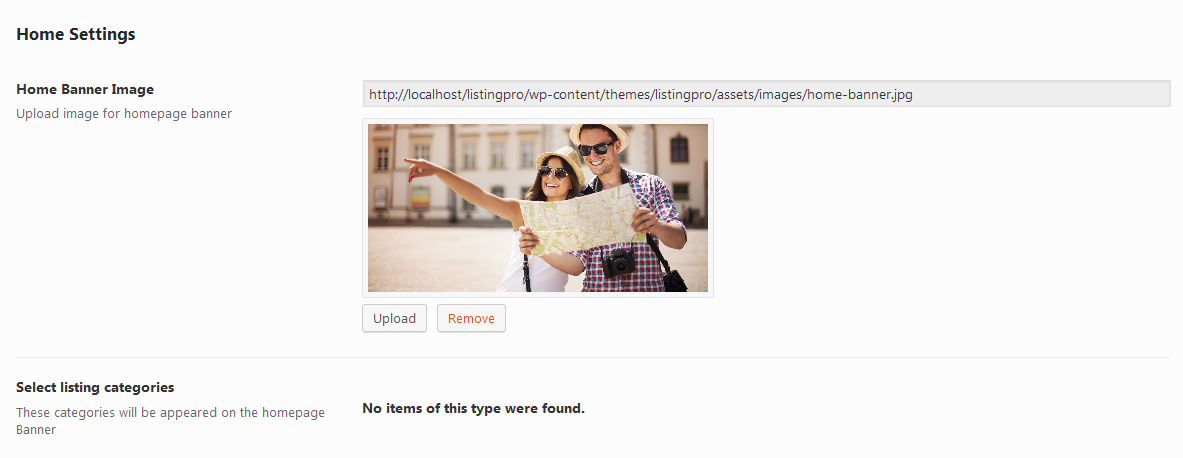 Home Settings
Home Banner Image
Upload image for homepage banner
http://localhost/listingpro/wp-content/themes/listingpro/assets/images/home-banner.jpg
Upload
Remove
Select listing categories
These categories will be appeared on the homepage
Banner
No items of this type were found.